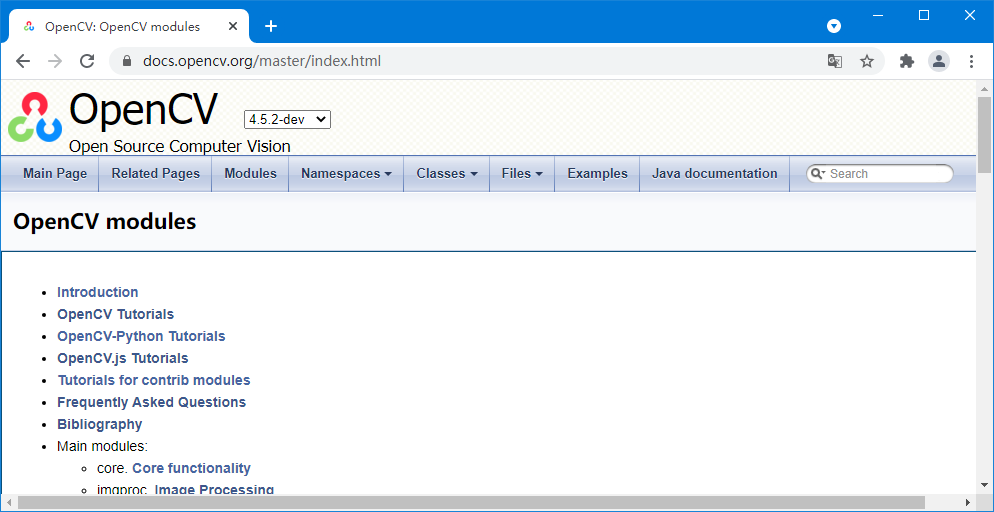 OpenCV: OpenCV modules
docs.opencv.org/master/index.html
OpenCV 4.5.2-dev
Open Source Computer Vision
Main Page Related Pages Modules Namespaces Classes Files Examples Java documentation Search
OpenCV modules
Introduction
OpenCV Tutorials
OpenCV-Python Tutorials
OpenCV.js Tutorials
Tutorials for contrib modules
Frequently Asked Questions
Bibliography
Main modules:
core. Core functionality
imgproc. Image Processing